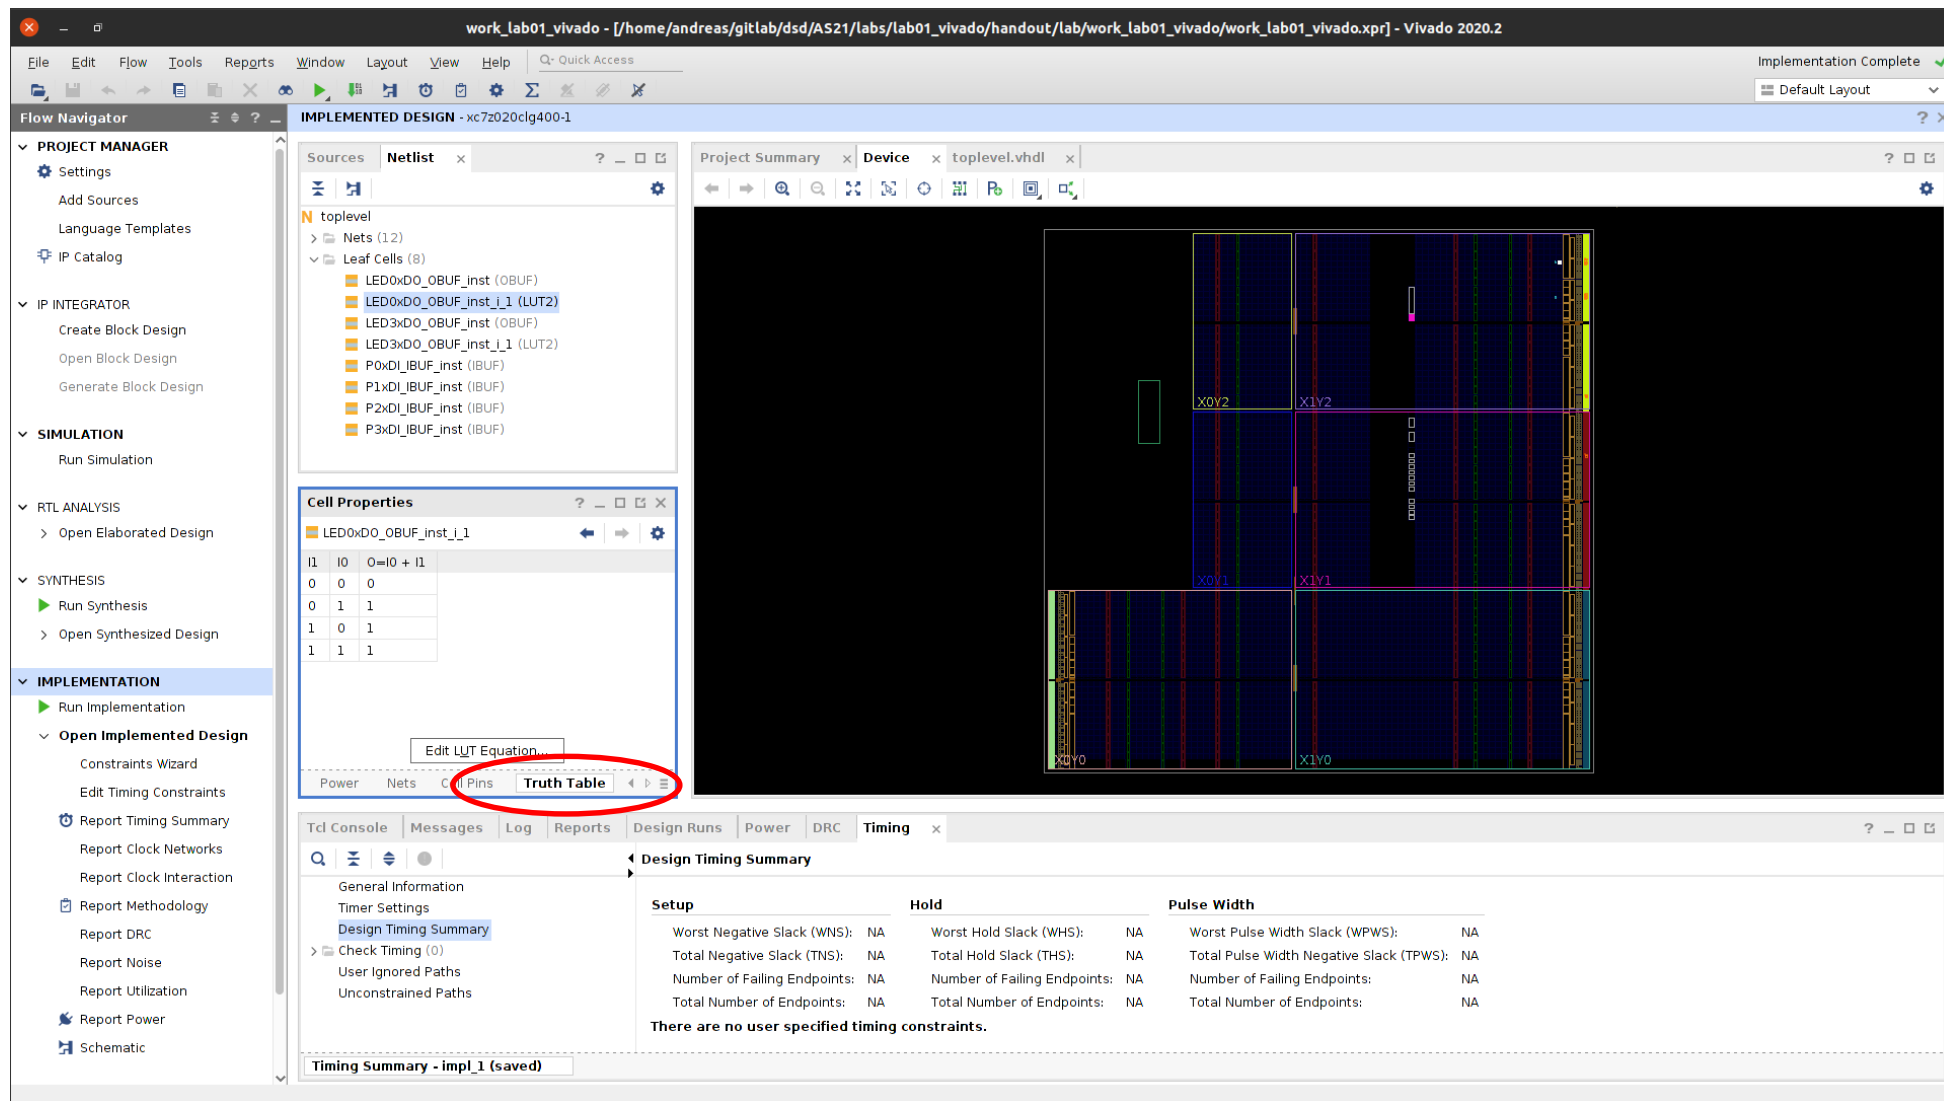 work_lab01_vivado - [/home/andreas/gitlab/dsd/AS21/labs/lab01_vivado/handout/lab/work_lab01_vivado/work_lab01_vivado.xpr] - Vivado 2020.2
File Edit Flow Tools Reports Window Layout View Help Quick Access
Implementation Complete
Default Layout
Flow Navigator
PROJECT MANAGER
Settings
Add Sources
Language Templates
IP Catalog
IP INTEGRATOR
Create Block Design
Open Block Design
Generate Block Design
SIMULATION
Run Simulation
RTL ANALYSIS
Open Elaborated Design
SYNTHESIS
Run Synthesis
Open Synthesized Design
IMPLEMENTATION
Run Implementation
Open Implemented Design
Constraints Wizard
Edit Timing Constraints
Report Timing Summary
Report Clock Networks
Report Clock Interaction
Report Methodology
Report DRC
Report Noise
Report Utilization
Report Power
Schematic
IMPLEMENTED DESIGN - xc7z020clg400-1
Sources Netlist
N toplevel
Nets (12)
Leaf Cells (8)
LED0xDO_OBUF_inst (OBUF)
LED0xDO_OBUF_inst_i_1 (LUT2)
LED3xDO_OBUF_inst (OBUF)
LED3xDO_OBUF_inst_i_1 (LUT2)
P0xDI_IBUF_inst (IBUF)
P1xDI_IBUF_inst (IBUF)
P2xDI_IBUF_inst (IBUF)
P3xDI_IBUF_inst (IBUF)
Cell Properties
LED0xDO_OBUF_inst_i_1
I1 I0 O=I0 + I1
0 0 0
0 1 1
1 0 1
1 1 1
Edit LUT Equation...
Power Nets Pins Truth Table
Project Summary Device toplevel.vhdl
X0Y2 X1Y2
X0Y1 X1Y1
X0Y0 X1Y0
Tcl Console Messages Log Reports Design Runs Power DRC Timing
General Information
Timer Settings
Design Timing Summary
Check Timing (0)
User Ignored Paths
Unconstrained Paths
Design Timing Summary
Setup Hold Pulse Width
Worst Negative Slack (WNS): NA Worst Hold Slack (WHS): NA Worst Pulse Width Slack (WPWS): NA
Total Negative Slack (TNS): NA Total Hold Slack (THS): NA Total Pulse Width Negative Slack (TPWS): NA
Number of Failing Endpoints: NA Number of Failing Endpoints: NA Number of Failing Endpoints: NA
Total Number of Endpoints: NA Total Number of Endpoints: NA Total Number of Endpoints: NA
There are no user specified timing constraints.
Timing Summary - impl_1 (saved)